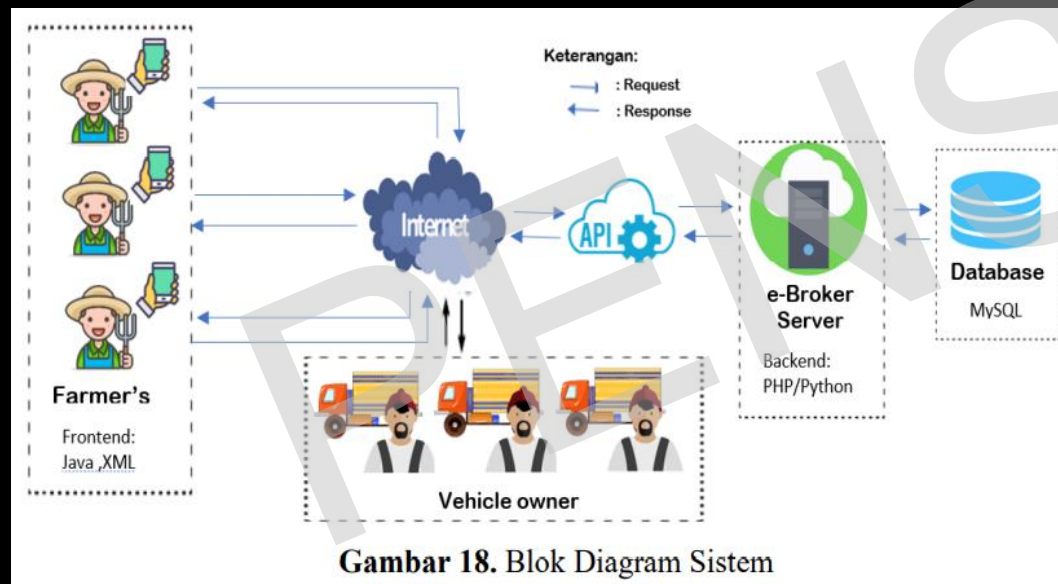 Keterangan:
: Request
: Response
Internet
API
e-Broker
Server
Backend:
PHP/Python
Database
MySQL
Farmer's
Frontend:
Java ,XML
Vehicle owner
Gambar 18. Blok Diagram Sistem
PENS